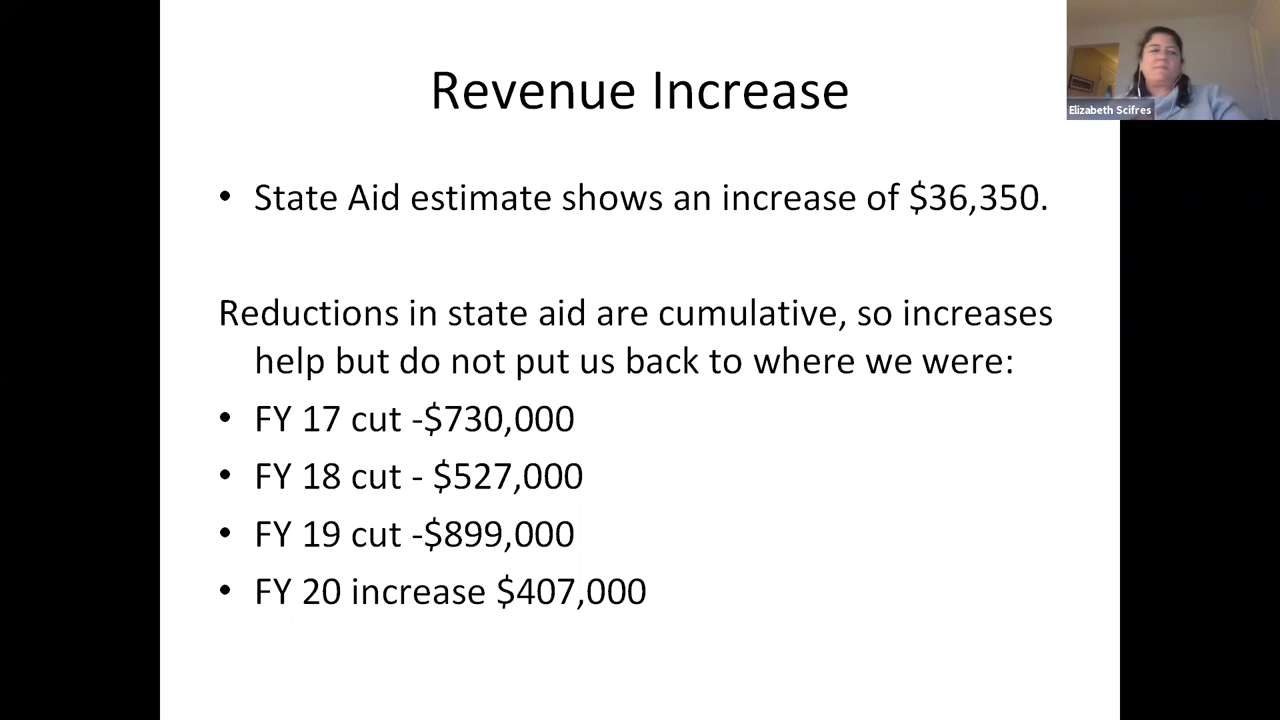 Revenue Increase
Elizabeth Scifres
• State Aid estimate shows an increase of $36,350.
Reductions in state aid are cumulative, so increases
help but do not put us back to where we were:
• FY 17 cut -$730,000
• FY 18 cut - $527,000
• FY 19 cut -$899,000
• FY 20 increase $407,000